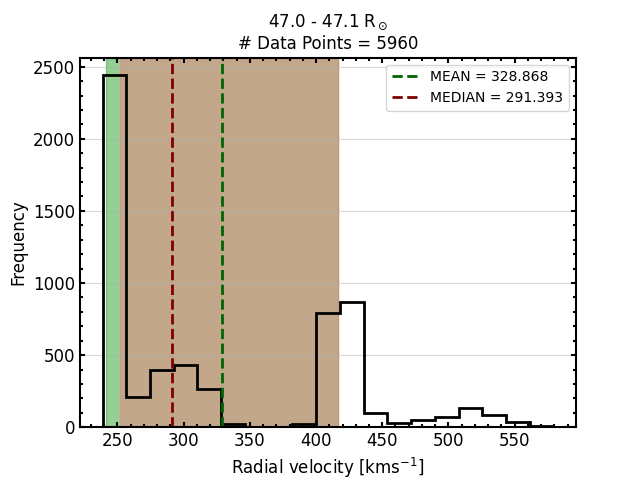 47.0 - 47.1 R⊙
# Data Points = 5960
MEAN = 328.868
MEDIAN = 291.393
Frequency
2500
2000
1500
1000
500
0
250 300 350 400 450 500 550
Radial velocity [kms⁻¹]